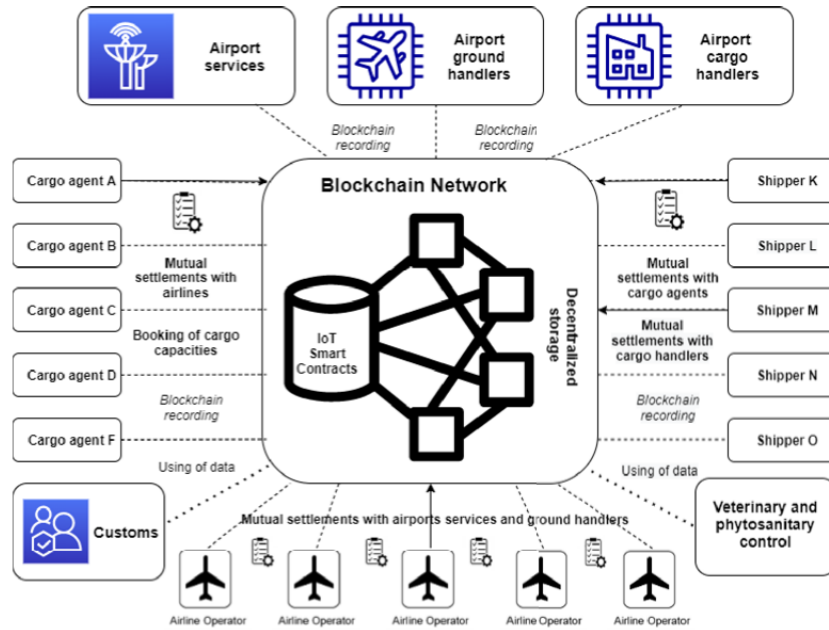 Airport
services
Airport
ground
handlers
Airport
cargo
handlers
Blockchain
recording
Blockchain
recording
Cargo agent A
Cargo agent B
Mutual
settlements with
airlines
Cargo agent C
Booking of cargo
capacities
Cargo agent D
Blockchain
recording
Cargo agent F
Using of data
Customs
Blockchain Network
IoT
Smart
Contracts
Decentralized
storage
Shipper K
Shipper L
Mutual
settlements with
cargo agents
Shipper M
Mutual
settlements with
cargo handlers
Shipper N
Blockchain
recording
Shipper O
Using of data
Veterinary and
phytosanitary
control
Mutual settlements with airports services and ground handlers
Airline Operator
Airline Operator
Airline Operator
Airline Operator
Airline Operator